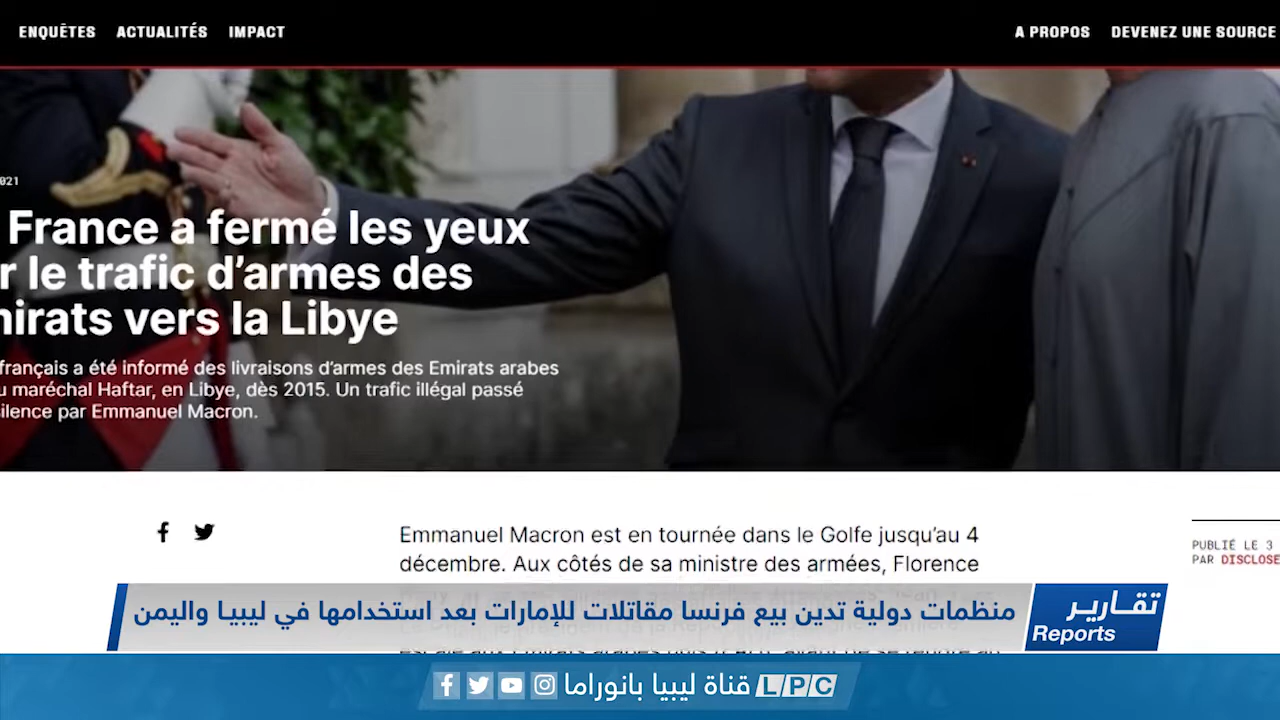 ENQUÊTES ACTUALITÉS IMPACT A PROPOS DEVENEZ UNE SOURCE
France a fermé les yeux
le trafic d'armes des
vers la Libye
français a été informé des livraisons d'armes des Emirats arabes
maréchal Haftar, en Libye, dès 2015. Un trafic illégal passé
par Emmanuel Macron.
Emmanuel Macron est en tournée dans le Golfe jusqu'au 4
décembre. Aux côtés de sa ministre des armées, Florence
PUBLIÉ LE 3
PAR DISCLOSE
تقارير
Reports
منظمات دولية تدين بيع فرنسا مقاتلات للإمارات بعد استخدامها في ليبيا واليمن
قناة ليبيا بانوراما LPC